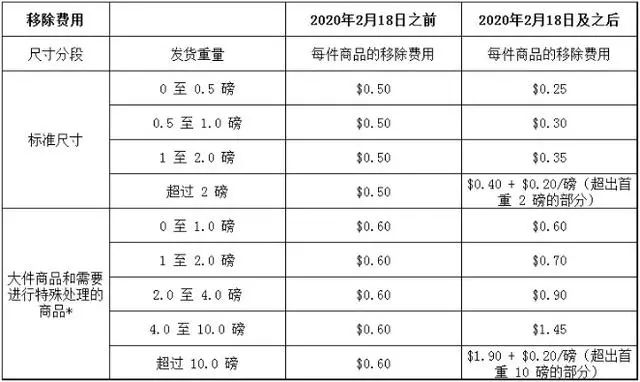 移除费用 2020年2月18日之前 2020年2月18日及之后
尺寸分段 发货重量 每件商品的移除费用 每件商品的移除费用
标准尺寸
0 至 0.5 磅 $0.50 $0.25
0.5 至 1.0 磅 $0.50 $0.30
1 至 2.0 磅 $0.50 $0.35
超过 2 磅 $0.50 $0.40 + $0.20/磅（超出首
重 2 磅的部分）
大件商品和需要
进行特殊处理的
商品*
0 至 1.0 磅 $0.60 $0.60
1 至 2.0 磅 $0.60 $0.70
2.0 至 4.0 磅 $0.60 $0.90
4.0 至 10.0 磅 $0.60 $1.45
超过 10.0 磅 $0.60 $1.90 + $0.20/磅（超出首
重 10 磅的部分）